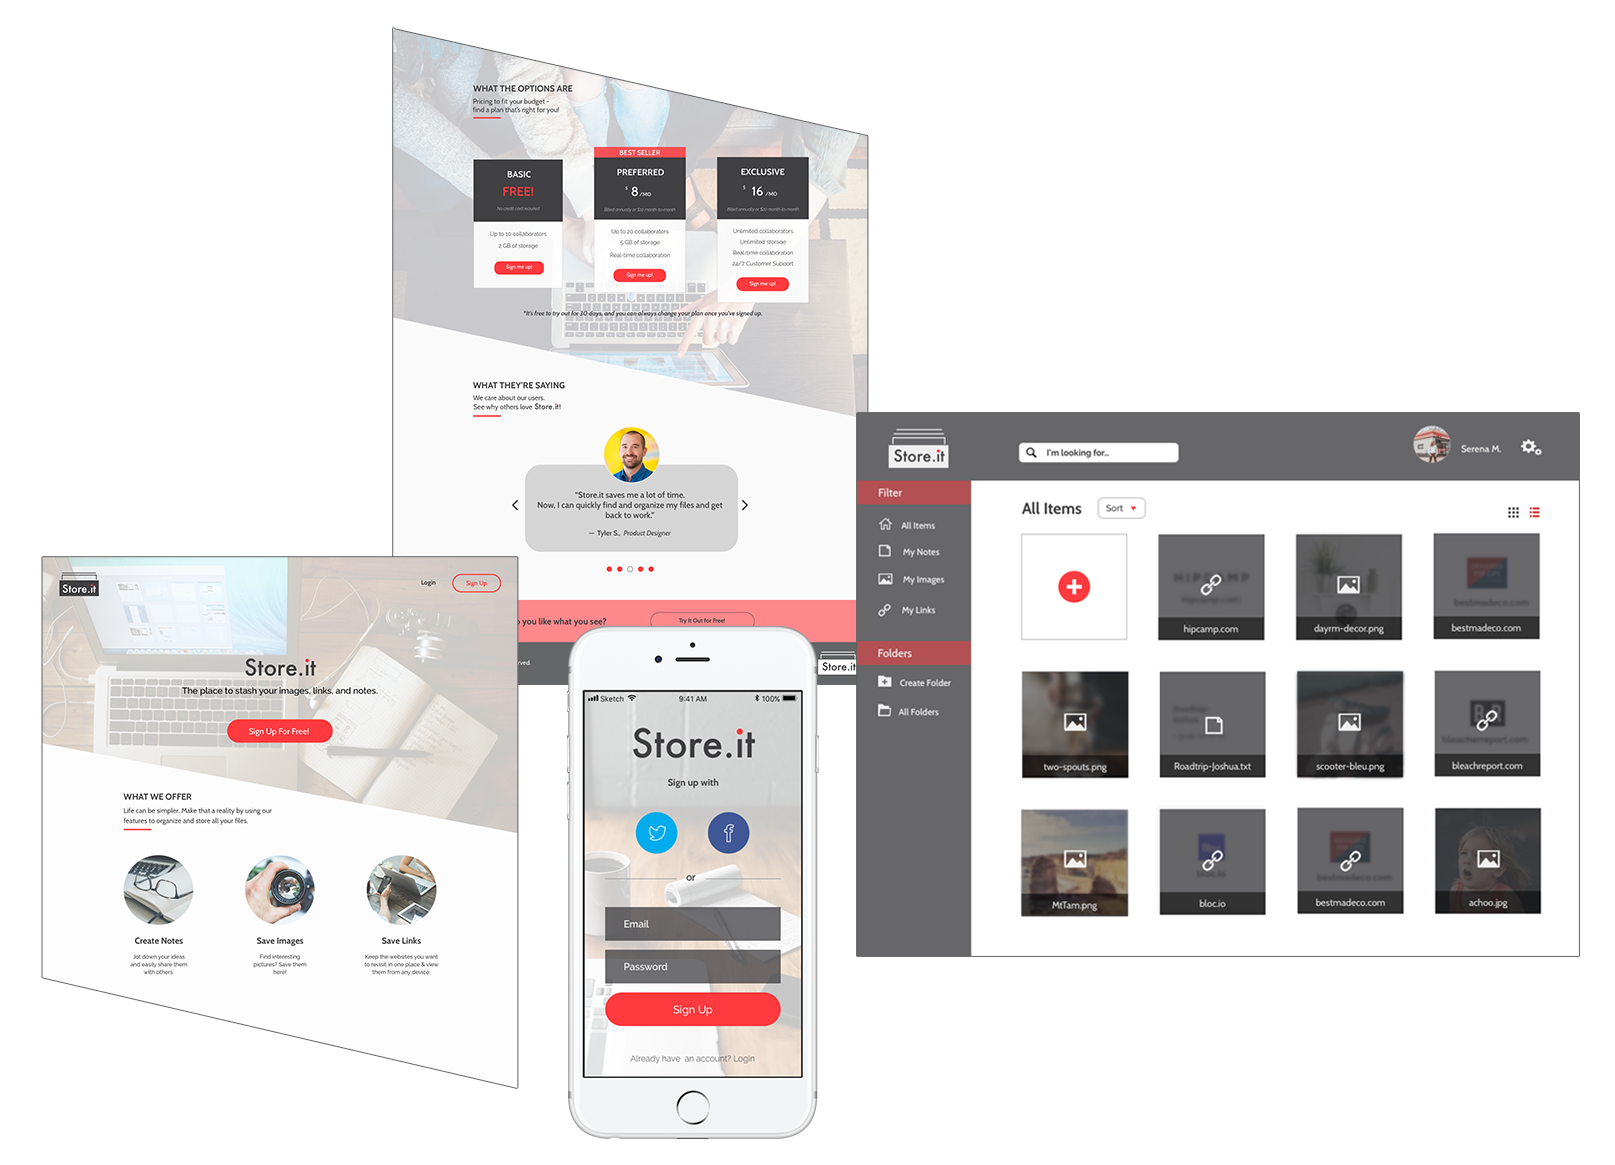 WHAT THE OPTIONS ARE
Pricing to fit your budget -
find a plan that's right for you!
BASIC
FREE!
No credit card required!
Up to 10 collaborators
2 GB of storage
Sign me up!
BEST SELLER
PREFERRED
$ 8 /MO
Billed annually or $10 month-to-month
Up to 20 collaborators
5 GB of storage
Real-time collaboration
Sign me up!
EXCLUSIVE
$ 16 /MO
Billed annually or $20 month-to-month
Unlimited collaborators
Unlimited storage
Real-time collaboration
24/7 Customer Support
Sign me up!
*It's free to try out for 30 days, and you can always change your plan once you've signed up.
WHAT THEY'RE SAYING
We care about our users.
See why others love Store.it!
"Store.it saves me a lot of time.
Now, I can quickly find and organize my files and get
back to work."
— Tyler S., Product Designer
you like what you see?
Try It Out for Free!
Store.it
Store.it
Login
Sign Up
Store.it
The place to stash your images, links, and notes.
Sign Up For Free!
WHAT WE OFFER
Life can be simpler. Make that a reality by using our
features to organize and store all your files.
Create Notes
Jot down your ideas
and easily share them
with others.
Save Images
Find interesting
pictures? Save them
here!
Save Links
Keep the websites you want
to revisit in one place & view
them from any device.
Sketch
9:41 AM
100%
Store.it
Sign up with
or
Email
Password
Sign Up
Already have an account? Login
Store.it
I'm looking for...
Serena M.
Filter
All Items
My Notes
My Images
My Links
Folders
Create Folder
All Folders
All Items
Sort
HIPCAMP
hipcamp.com
hipcamp.com
dayrm-decor.png
bestmadeco.com
bestmadeco.com
two-spouts.png
Roadtrip-Joshua.txt
scooter-bleu.png
B R
bleacherreport.com
bleachreport.com
MtTam.png
bloc.io
bloc.io
bestmadeco.com
bestmadeco.com
achoo.jpg